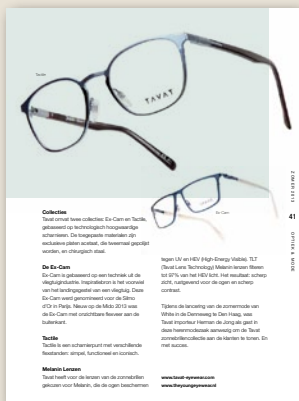 Tactile
TAVAT
Ex-Cam
ZOMER 2013
41
OPTIEK & MODE
Collecties
Tavat omvat twee collecties: Ex-Cam en Tactile,
gebaseerd op technologisch hoogwaardige
scharnieren. De toegepaste materialen zijn
exclusieve platen acetaat, die tweemaal gepolijst
worden, en chirurgisch staal.
De Ex-Cam
Ex-Cam is gebaseerd op een techniek uit de
vliegtuigindustrie. Inspiratiebron is het voorwiel
van het landingsgestel van een vliegtuig. Deze
Ex-Cam werd genomineerd voor de Silmo
d'Or in Parijs. Nieuw op de Mido 2013 was
de Ex-Cam met onzichtbare flexveer aan de
buitenkant.
Tactile
Tactile is een scharnierpunt met verschillende
flexstanden: simpel, functioneel en iconisch.
Melanin Lenzen
Tavat heeft voor de lenzen van de zonnebrillen
gekozen voor Melanin, die de ogen beschermen
tegen UV en HEV (High-Energy Visible). TLT
(Tavat Lens Technology) Melanin lenzen filteren
tot 97% van het HEV licht. Het resultaat: scherp
zicht, rustgevend voor de ogen en scherp
contrast.
Tijdens de lancering van de zomermode van
White in de Denneweg te Den Haag, was
Tavat importeur Herman de Jong als gast in
deze herenmodezaak aanwezig om de Tavat
zonnebrillencollectie aan de klanten te tonen. En
met succes.
www.tavat-eyewear.com
www.theyoungeyewear.nl